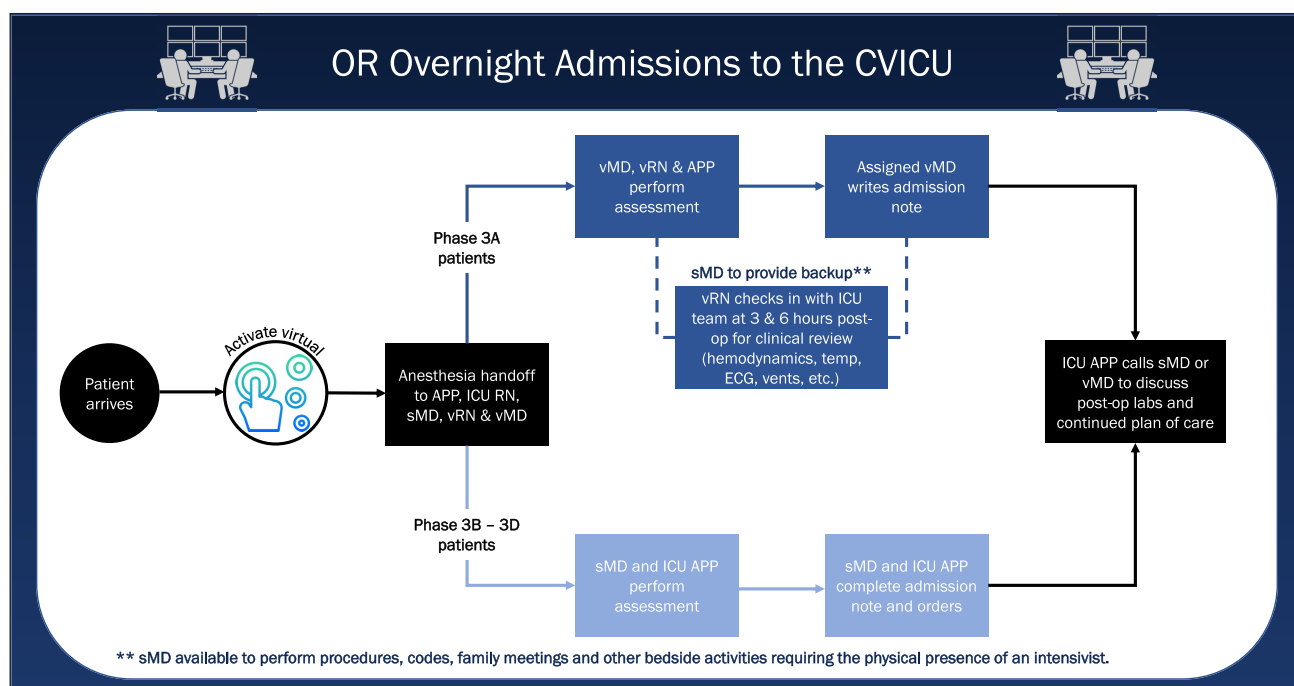 OR Overnight Admissions to the CVICU
Patient
arrives
Activate virtual
Anesthesia handoff
to APP, ICU RN,
sMD, vRN & vMD
Phase 3A
patients
vMD, vRN & APP
perform
assessment
Assigned vMD
writes admission
note
sMD to provide backup**
vRN checks in with ICU
team at 3 & 6 hours post-
op for clinical review
(hemodynamics, temp,
ECG, vents, etc.)
Phase 3B – 3D
patients
sMD and ICU APP
perform
assessment
sMD and ICU APP
complete admission
note and orders
ICU APP calls sMD or
vMD to discuss
post-op labs and
continued plan of care
** sMD available to perform procedures, codes, family meetings and other bedside activities requiring the physical presence of an intensivist.